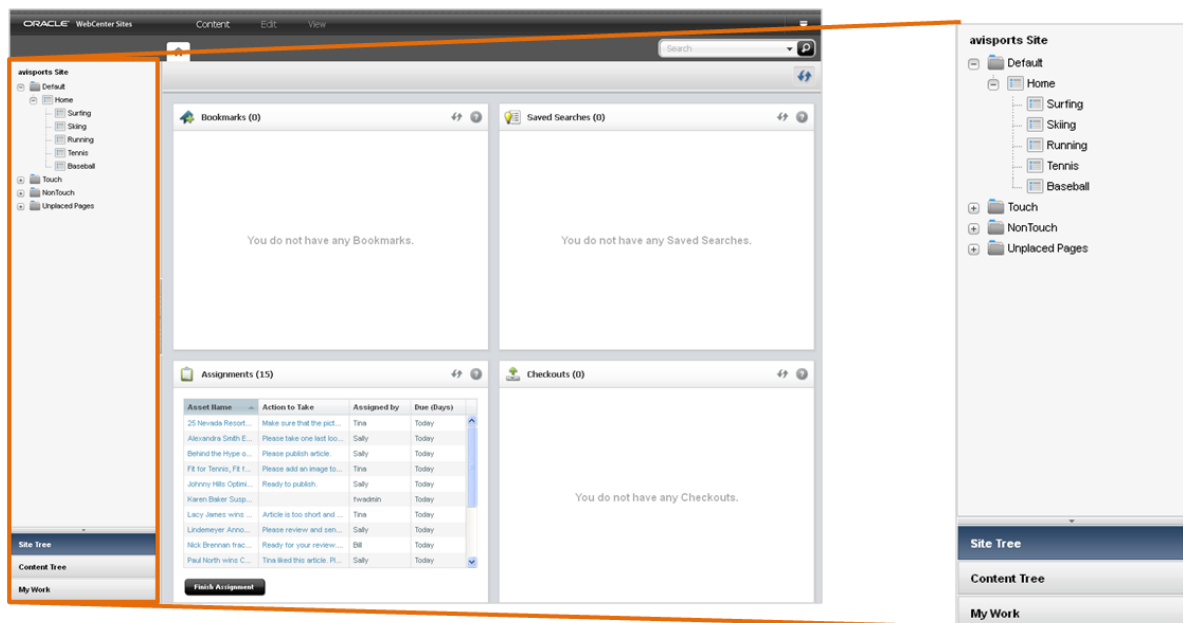 ORACLE WebCenter Sites
Content Edit View
Search
avisports Site
Default
Home
Surfing
Skiing
Running
Tennis
Baseball
Touch
NonTouch
Unplaced Pages
Site Tree
Content Tree
My Work
Bookmarks (0)
You do not have any Bookmarks.
Saved Searches (0)
You do not have any Saved Searches.
Assignments (15)
Asset Name Action to Take Assigned by Due (Days)
25 Nevada Resort... Make sure that the pict... Tina Today
Alexandra Smith E... Please take one last loo... Sally Today
Behind the Hype o... Please publish article. Sally Today
Fit for Tennis, Fit f... Please add an image to... Tina Today
Johnny Hills Optimi... Ready to publish. Sally Today
Karen Baker Susp... fwadmin Today
Lacy James wins ... Article is too short and ... Tina Today
Lindemeyer Anno... Please review and sen... Sally Today
Nick Brennan frac... Ready for your review.... Bill Today
Paul North wins C... Tina liked this article. Pl... Sally Today
Finish Assignment
Checkouts (0)
You do not have any Checkouts.
avisports Site
Default
Home
Surfing
Skiing
Running
Tennis
Baseball
Touch
NonTouch
Unplaced Pages
Site Tree
Content Tree
My Work